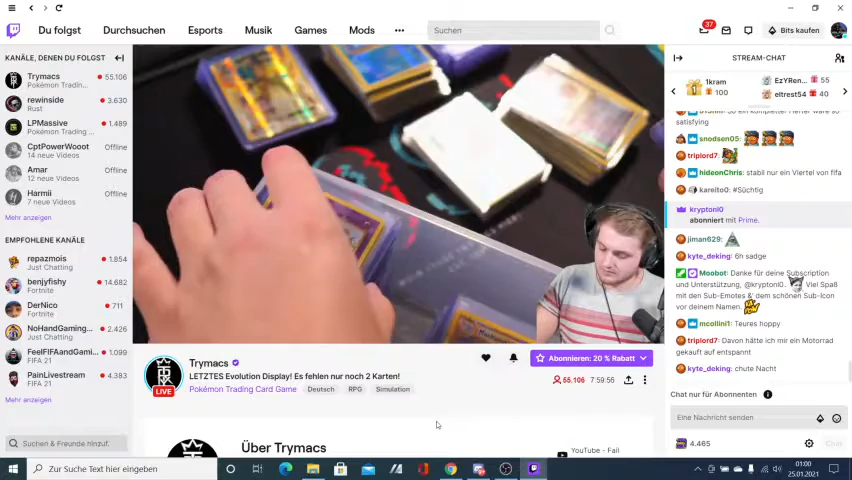 Du folgst
Durchsuchen
Esports
Musik
Games
Mods
Suchen
37
Bits kaufen
KANÄLE, DENEN DU FOLGST
Trymacs
55.106
Pokémon Tradin...
rewinside
3.630
Rust
LPMassive
1.489
Pokémon Trading ...
CptPowerWooot
Offline
14 neue Videos
Amar
Offline
12 neue Videos
Harmii
Offline
7 neue Videos
Mehr anzeigen
EMPFOHLENE KANÄLE
repazmois
1.854
Just Chatting
benjyfishy
14.682
Fortnite
DerNico
711
Fortnite
NoHandGaming...
2.426
FIFA 21
FeelFIFAandGami...
1.099
FIFA 21
PainLivestream
4.383
FIFA 21
Mehr anzeigen
Suchen & Freunde hinzuf.
LIVE
Trymacs
LETZTES Evolution Display! Es fehlen nur noch 2 Karten!
Pokémon Trading Card Game
Deutsch
RPG
Simulation
Abonnieren: 20 % Rabatt
55.106
7:59:56
Über Trymacs
YouTube - Fail
STREAM-CHAT
1kram
100
EzYRen...
55
eltrest54
40
satisfying
snodsen05:
triplord7:
hideonChris: stabil nur ein Viertel von fifa
kareito0: #Süchtig
kryptonl0
abonniert mit Prime.
jiman629:
kyte_deking: 6h sadge
Moobot: Danke für deine Subscription
und Unterstützung, @kryptonl0. Viel Spaß
mit den Sub-Emotes & dem schönen Sub-Icon
vor deinem Namen.
mcollini1: Teures hoppy
triplord7: Davon hätte ich mir ein Motorrad
gekauft auf entspannt
kyte_deking: chute Nacht
Chat nur für Abonnenten
Eine Nachricht senden
4.465
Chat
Zur Suche Text hier eingeben
01:00
25.01.2021